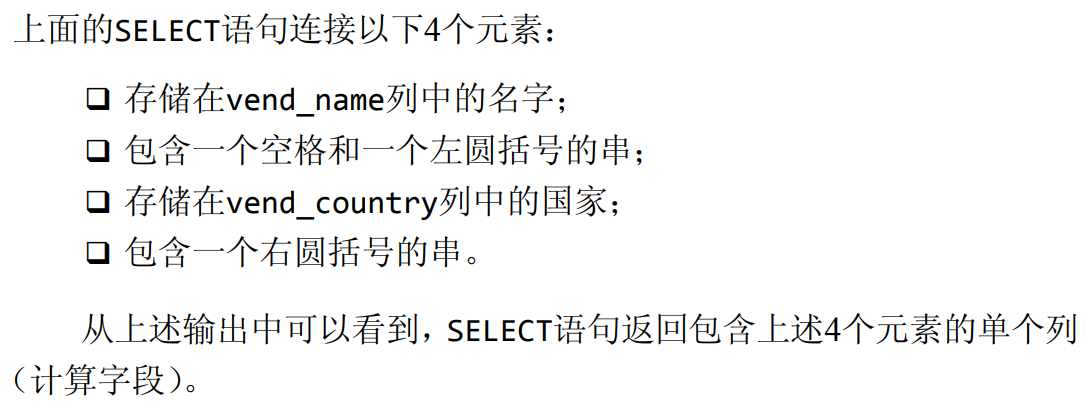 上面的SELECT语句连接以下4个元素：
❑ 存储在vend_name列中的名字；
❑ 包含一个空格和一个左圆括号的串；
❑ 存储在vend_country列中的国家；
❑ 包含一个右圆括号的串。
从上述输出中可以看到，SELECT语句返回包含上述4个元素的单个列
（计算字段）。